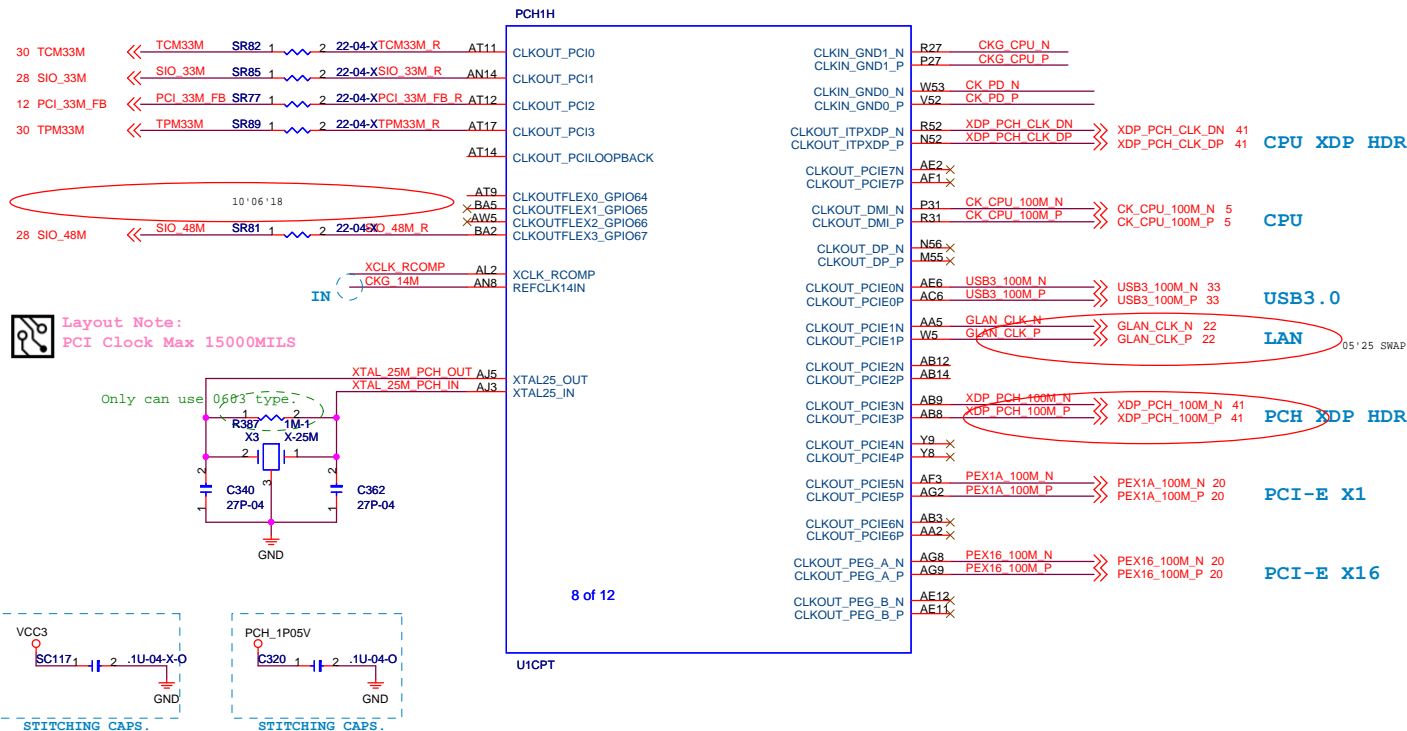 PCH1H
30 TCM33M TCM33M SR82 1 2 22-04-X TCM33M_R AT11 CLKOUT_PCI0
28 SIO_33M SIO_33M SR85 1 2 22-04-X SIO_33M_R AN14 CLKOUT_PCI1
12 PCI_33M_FB PCI_33M_FB SR77 1 2 22-04-X PCI_33M_FB_R AT12 CLKOUT_PCI2
30 TPM33M TPM33M SR89 1 2 22-04-X TPM33M_R AT17 CLKOUT_PCI3
AT14 CLKOUT_PCILOOPBACK
AT9 CLKOUTFLEX0_GPIO64
10'06'18
BA5 CLKOUTFLEX1_GPIO65
AW5 CLKOUTFLEX2_GPIO66
28 SIO_48M SIO_48M SR81 1 2 22-04-X SIO_48M_R BA2 CLKOUTFLEX3_GPIO67
XCLK_RCOMP AL2 XCLK_RCOMP
IN CKG_14M AN8 REFCLK14IN
Layout Note:
PCI Clock Max 15000MILS
XTAL_25M_PCH_OUT AJ5 XTAL25_OUT
XTAL_25M_PCH_IN AJ3 XTAL25_IN
Only can use 0603 type.
1 2
R387 1M-1
X3 X-25M
2 1
3
2 C340 1
27P-04
2 C362 1
27P-04
GND
CLKIN_GND1_N R27 CKG_CPU_N
CLKIN_GND1_P P27 CKG_CPU_P
CLKIN_GND0_N W53 CK_PD_N
CLKIN_GND0_P V52 CK_PD_P
CLKOUT_ITPXDP_N R52 XDP_PCH_CLK_DN XDP_PCH_CLK_DN 41
CLKOUT_ITPXDP_P N52 XDP_PCH_CLK_DP XDP_PCH_CLK_DP 41
CPU XDP HDR
CLKOUT_PCIE7N AE2
CLKOUT_PCIE7P AF1
CLKOUT_DMI_N P31 CK_CPU_100M_N CK_CPU_100M_N 5
CLKOUT_DMI_P R31 CK_CPU_100M_P CK_CPU_100M_P 5
CPU
CLKOUT_DP_N N56
CLKOUT_DP_P M55
CLKOUT_PCIE0N AE6 USB3_100M_N USB3_100M_N 33
CLKOUT_PCIE0P AC6 USB3_100M_P USB3_100M_P 33
USB3.0
CLKOUT_PCIE1N AA5 GLAN_CLK_N GLAN_CLK_N 22
CLKOUT_PCIE1P W5 GLAN_CLK_P GLAN_CLK_P 22
LAN
05'25 SWAP
CLKOUT_PCIE2N AB12
CLKOUT_PCIE2P AB14
CLKOUT_PCIE3N AB9 XDP_PCH_100M_N XDP_PCH_100M_N 41
CLKOUT_PCIE3P AB8 XDP_PCH_100M_P XDP_PCH_100M_P 41
PCH XDP HDR
CLKOUT_PCIE4N Y9
CLKOUT_PCIE4P Y8
CLKOUT_PCIE5N AF3 PEX1A_100M_N PEX1A_100M_N 20
CLKOUT_PCIE5P AG2 PEX1A_100M_P PEX1A_100M_P 20
PCI-E X1
CLKOUT_PCIE6N AB3
CLKOUT_PCIE6P AA2
CLKOUT_PEG_A_N AG8 PEX16_100M_N PEX16_100M_N 20
CLKOUT_PEG_A_P AG9 PEX16_100M_P PEX16_100M_P 20
PCI-E X16
CLKOUT_PEG_B_N AE12
CLKOUT_PEG_B_P AE11
8 of 12
U1CPT
VCC3
SC117 1 2 .1U-04-X-O
GND
STITCHING CAPS.
PCH_1P05V
C320 1 2 .1U-04-O
GND
STITCHING CAPS.